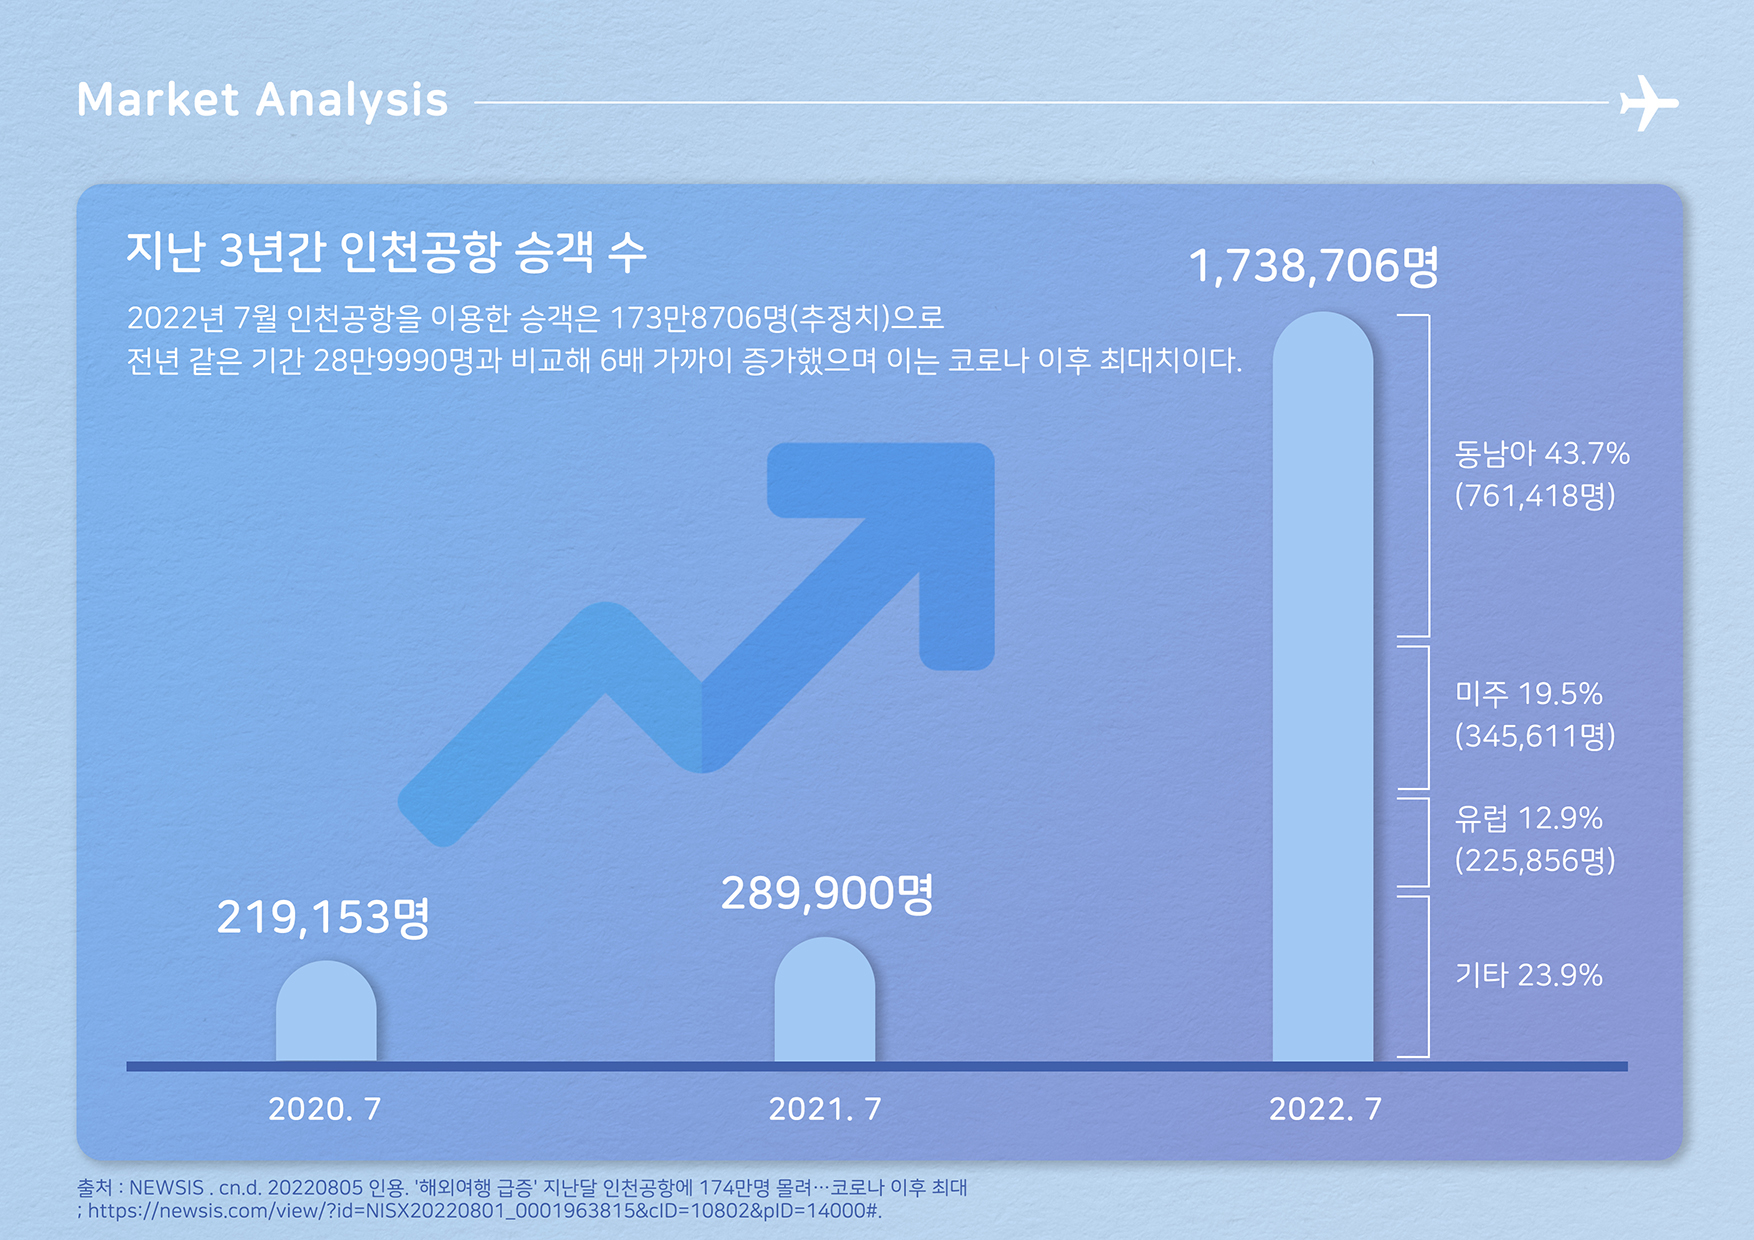 Market Analysis
지난 3년간 인천공항 승객 수
2022년 7월 인천공항을 이용한 승객은 173만8706명(추정치)으로
전년 같은 기간 28만9990명과 비교해 6배 가까이 증가했으며 이는 코로나 이후 최대치이다.
1,738,706명
동남아 43.7%
(761,418명)
미주 19.5%
(345,611명)
유럽 12.9%
(225,856명)
기타 23.9%
219,153명
289,900명
2020. 7
2021. 7
2022. 7
출처 : NEWSIS . cn.d. 20220805 인용. '해외여행 급증' 지난달 인천공항에 174만명 몰려…코로나 이후 최대
; https://newsis.com/view/?id=NISX20220801_0001963815&cID=10802&pID=14000#.